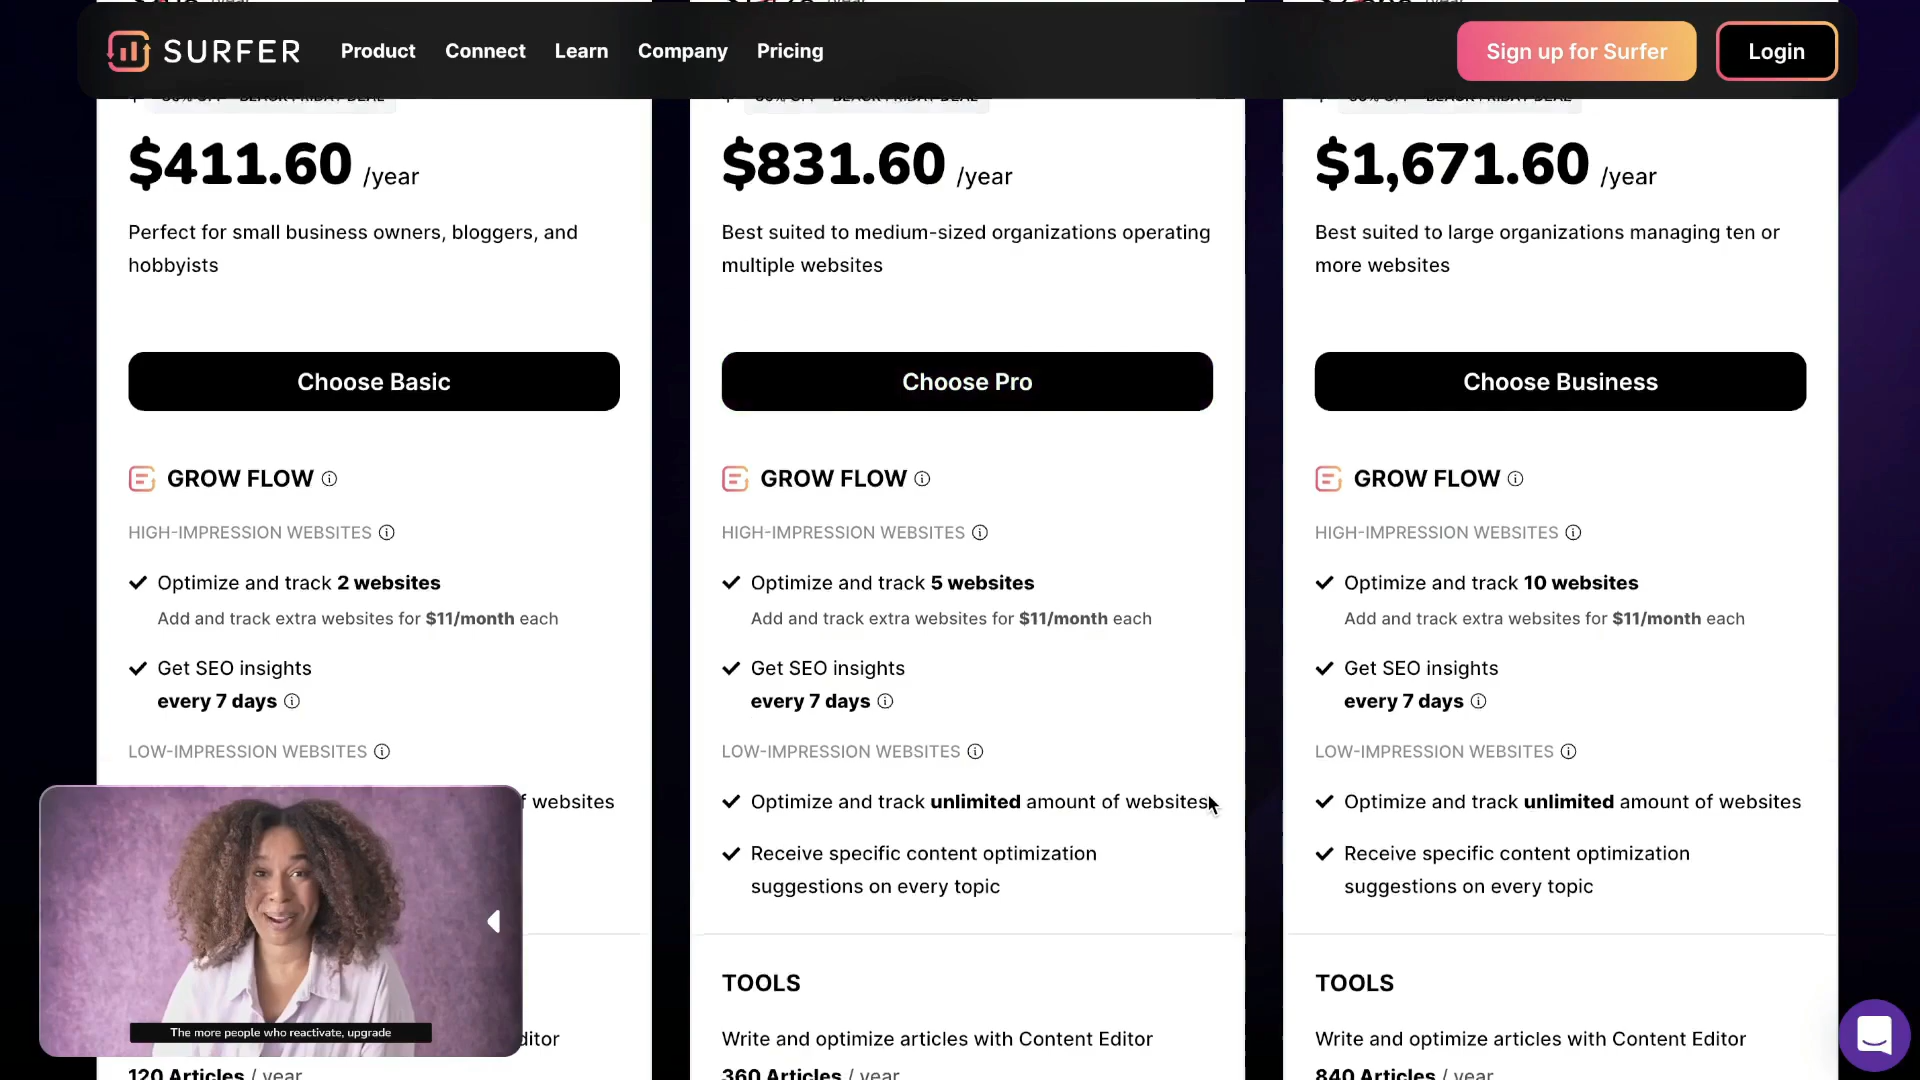 SURFER
Product
Connect
Learn
Company
Pricing
Sign up for Surfer
Login
$411.60 /year
Perfect for small business owners, bloggers, and
hobbyists
Choose Basic
GROW FLOW
HIGH-IMPRESSION WEBSITES
Optimize and track 2 websites
Add and track extra websites for $11/month each
Get SEO insights
every 7 days
LOW-IMPRESSION WEBSITES
websites
The more people who reactivate, upgrade
120 Articles / year
$831.60 /year
Best suited to medium-sized organizations operating
multiple websites
Choose Pro
GROW FLOW
HIGH-IMPRESSION WEBSITES
Optimize and track 5 websites
Add and track extra websites for $11/month each
Get SEO insights
every 7 days
LOW-IMPRESSION WEBSITES
Optimize and track unlimited amount of websites
Receive specific content optimization
suggestions on every topic
TOOLS
Write and optimize articles with Content Editor
360 Articles / year
$1,671.60 /year
Best suited to large organizations managing ten or
more websites
Choose Business
GROW FLOW
HIGH-IMPRESSION WEBSITES
Optimize and track 10 websites
Add and track extra websites for $11/month each
Get SEO insights
every 7 days
LOW-IMPRESSION WEBSITES
Optimize and track unlimited amount of websites
Receive specific content optimization
suggestions on every topic
TOOLS
Write and optimize articles with Content Editor
840 Articles / year